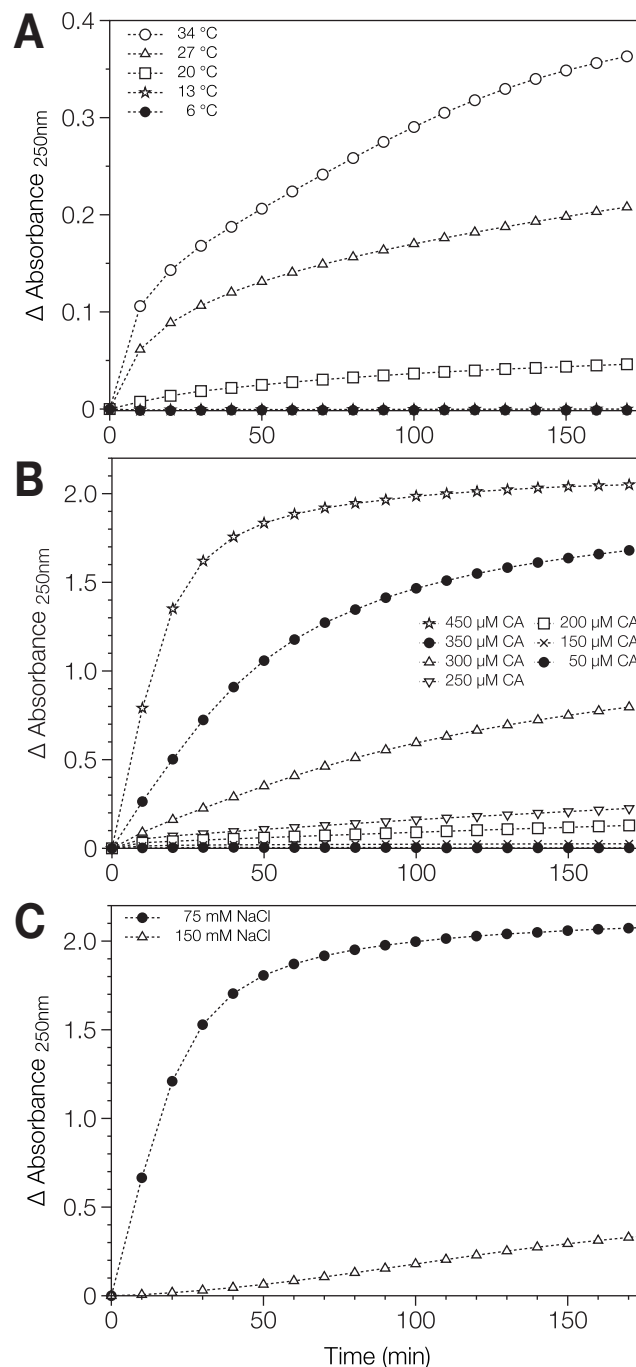 A
34 °C
27 °C
20 °C
13 °C
6 °C
0.4
0.3
0.2
0.1
0
Δ Absorbance 250nm
0 50 100 150
B
2.0
1.5
1.0
0.5
0
Δ Absorbance 250nm
450 µM CA 200 µM CA
350 µM CA 150 µM CA
300 µM CA 50 µM CA
250 µM CA
0 50 100 150
C
75 mM NaCl
150 mM NaCl
2.0
1.5
1.0
0.5
0
Δ Absorbance 250nm
0 50 100 150
Time (min)